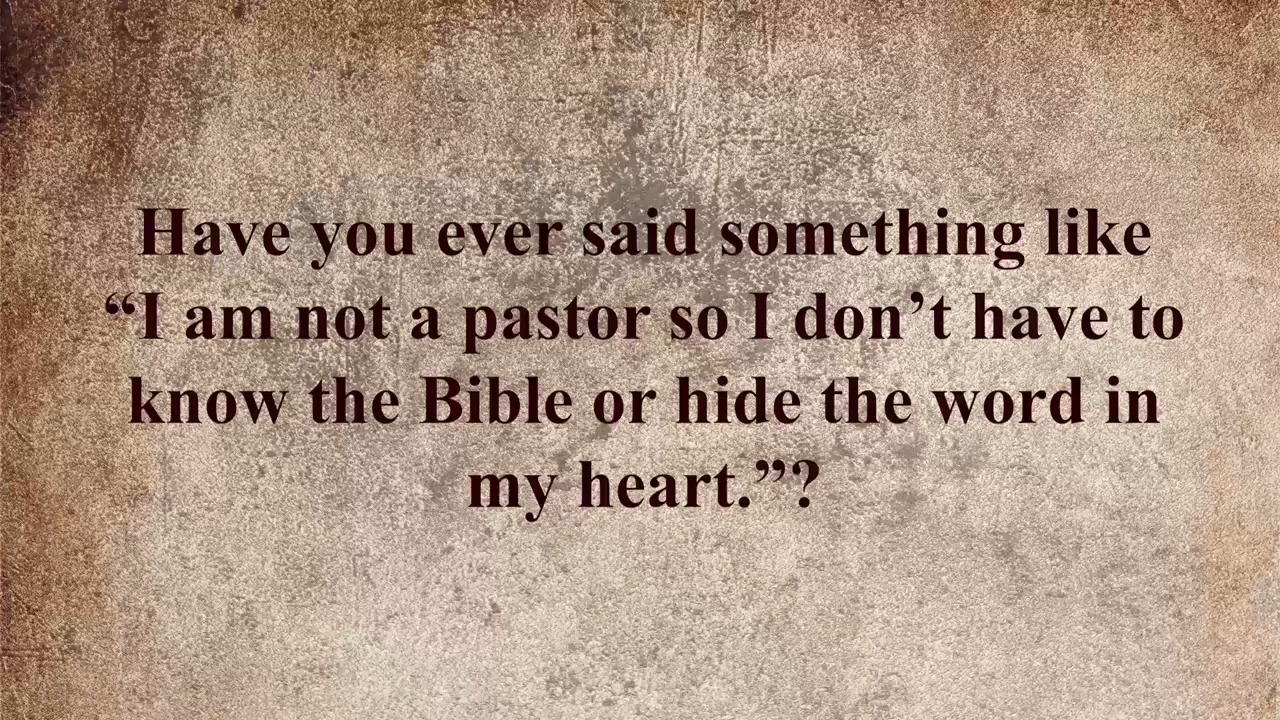 Have you ever said something like
“I am not a pastor so I don’t have to
know the Bible or hide the word in
my heart.”?